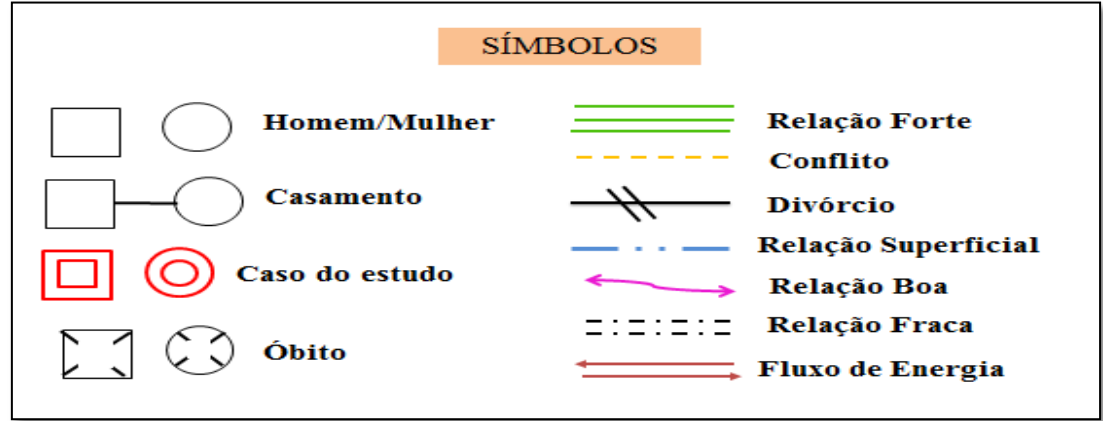 SÍMBOLOS
Homem/Mulher
Casamento
Caso do estudo
Óbito
Relação Forte
Conflito
Divórcio
Relação Superficial
Relação Boa
Relação Fraca
Fluxo de Energia